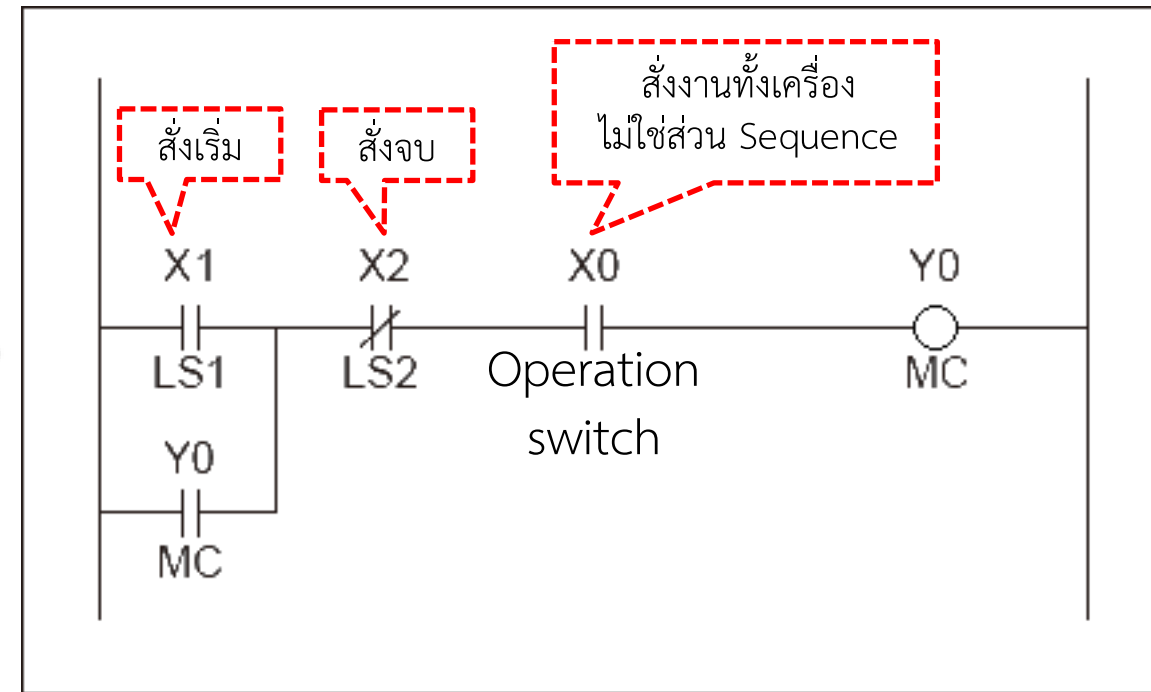 สั่งงานทั้งเครื่อง
ไม่ใช่ส่วน Sequence
สั่งเริ่ม
สั่งจบ
X1
X2
X0
Y0
LS1
LS2
Operation
switch
MC
Y0
MC